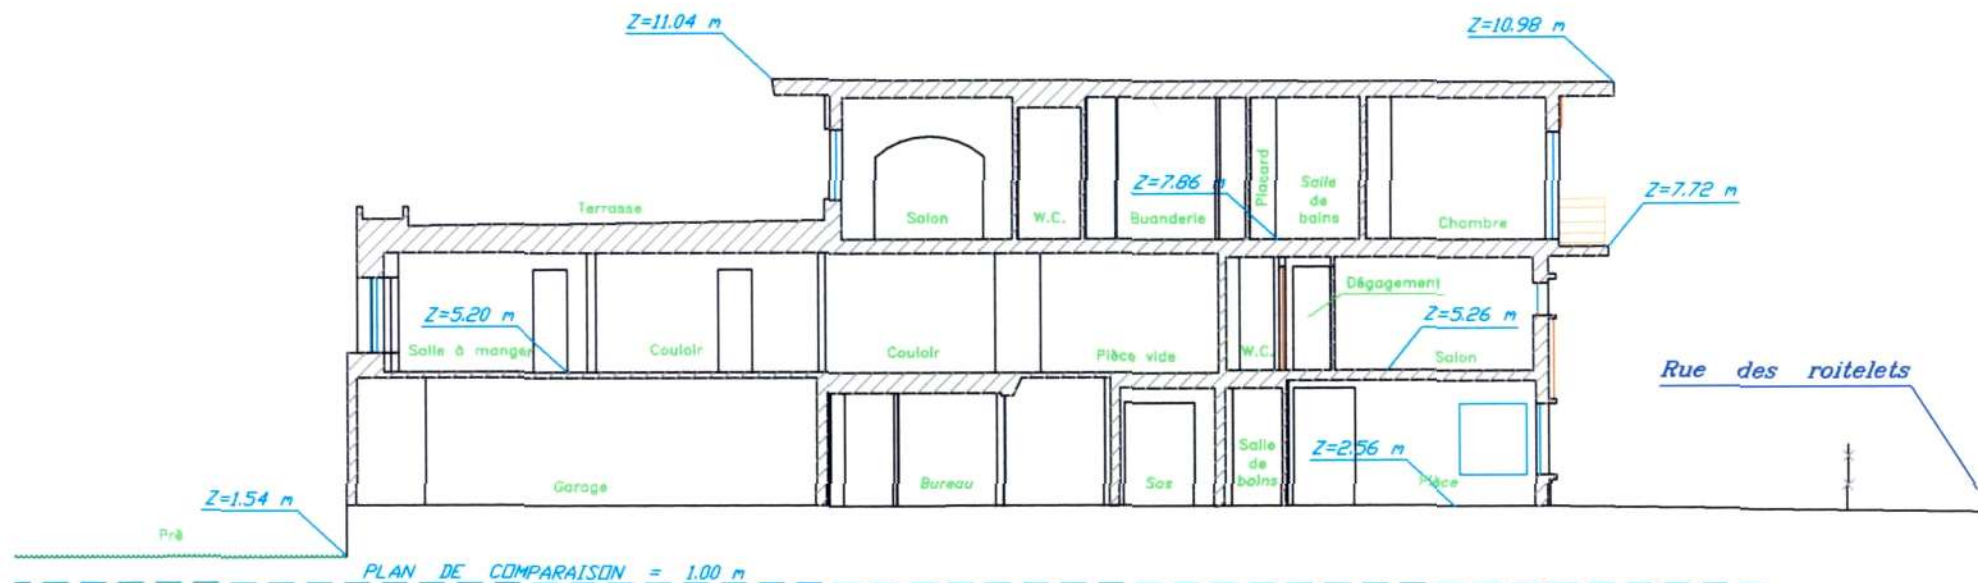 Z=11.04 m
Z=10.98 m
Terrasse
Salon
W.C.
Buanderie
Z=7.86 m
Placard
Salle
de
bains
Chambre
Z=7.72 m
Z=5.20 m
Salle à manger
Couloir
Couloir
Pièce vide
W.C.
Dégagement
Z=5.26 m
Salon
Rue des roitelets
Z=1.54 m
Pré
Garage
Bureau
Sas
Salle
de
bains
Z=2.56 m
Pièce
PLAN DE COMPARAISON = 1.00 m